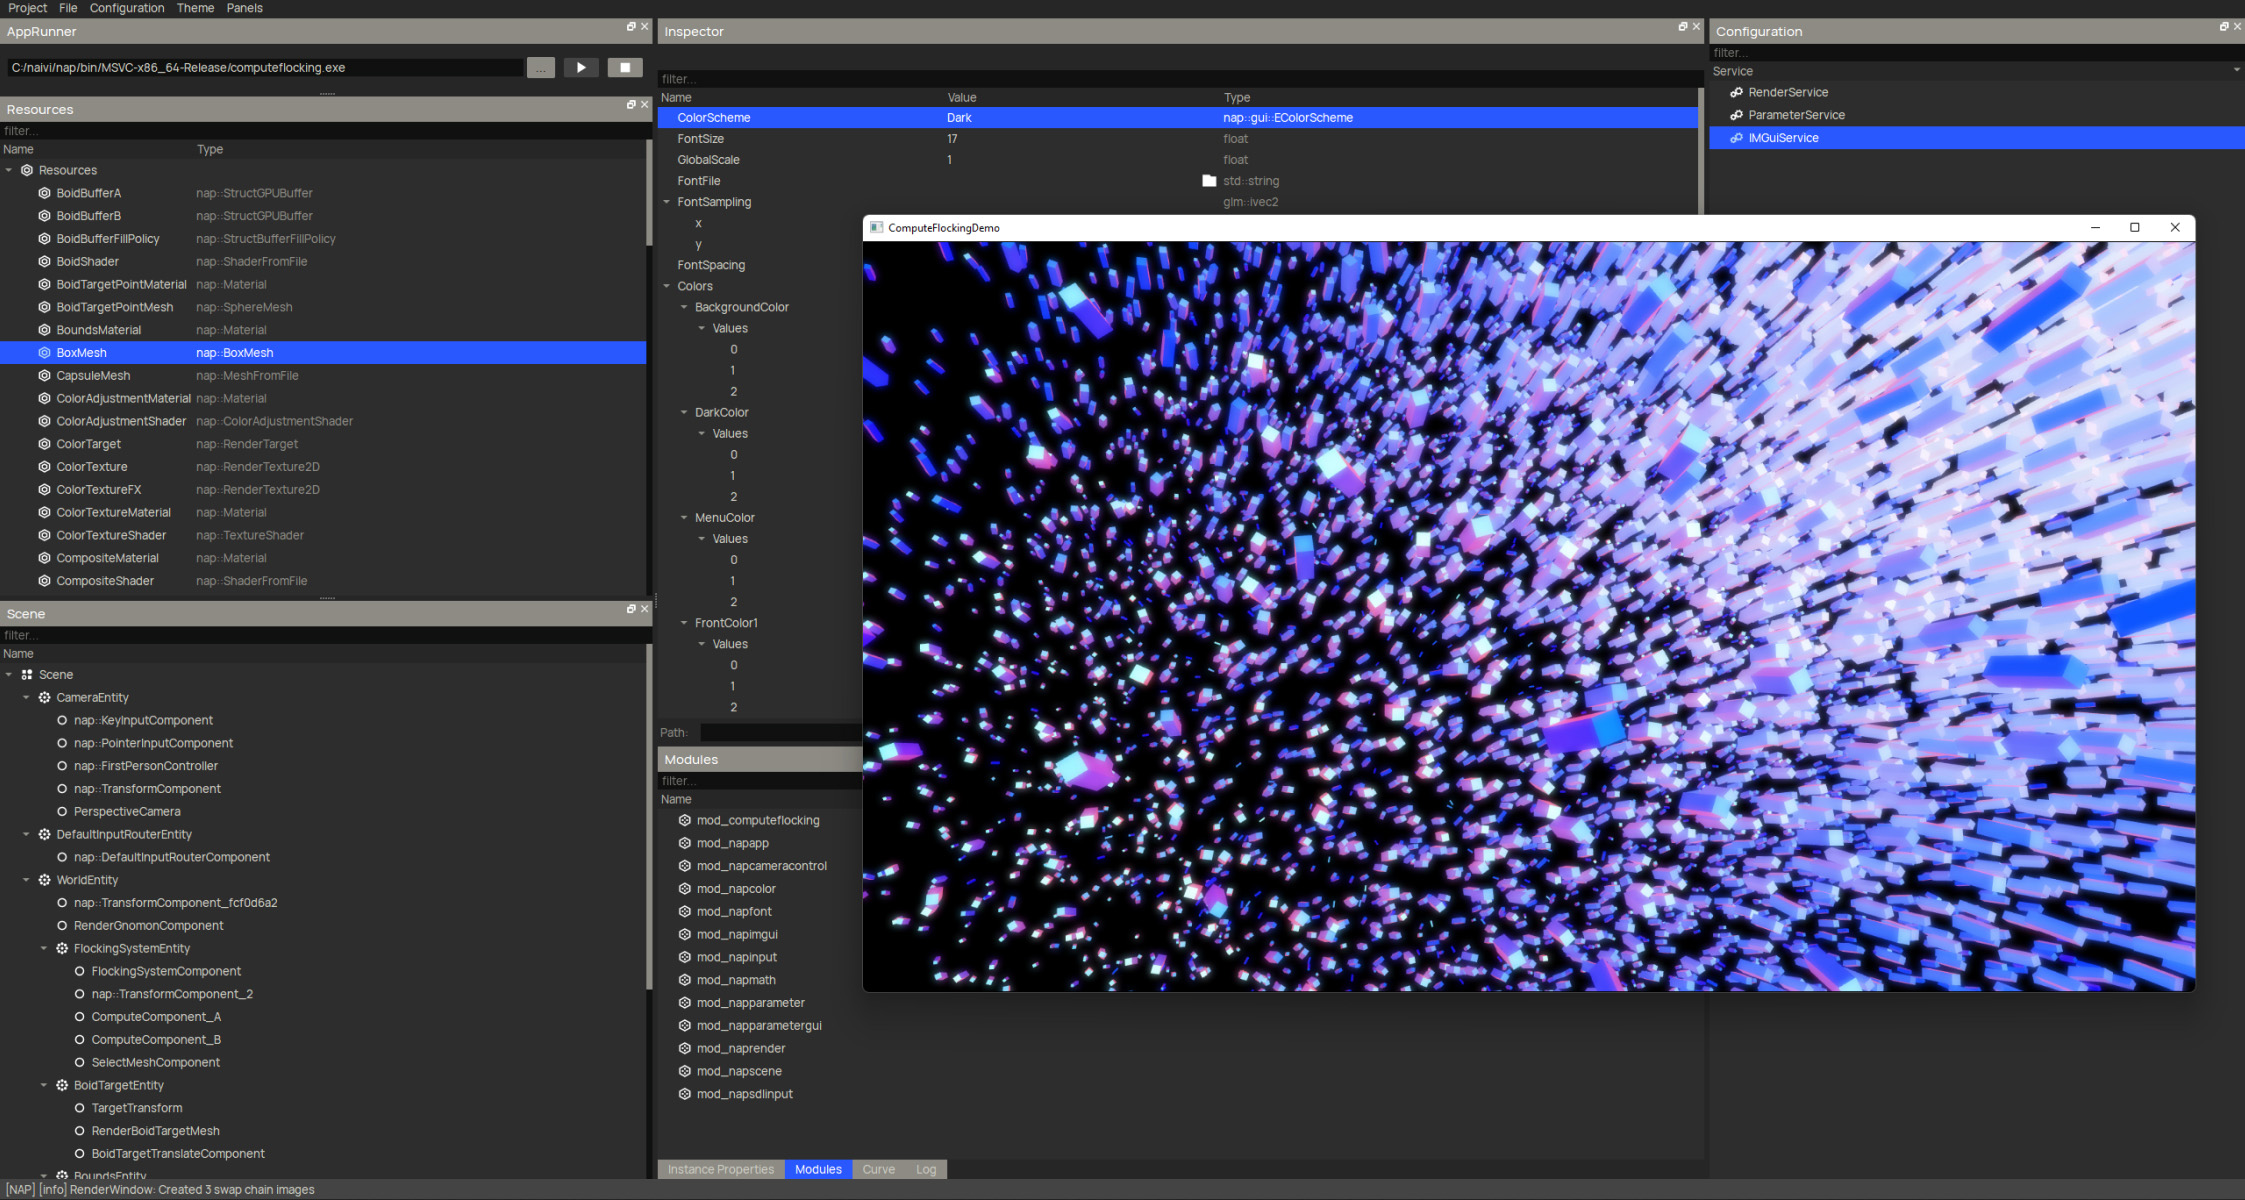 Project File Configuration Theme Panels
AppRunner
C:/naivi/nap/bin/MSVC-x86_64-Release/computeflocking.exe ...
Resources
filter...
Name Type
Resources
BoidBufferA nap::StructGPUBuffer
BoidBufferB nap::StructGPUBuffer
BoidBufferFillPolicy nap::StructBufferFillPolicy
BoidShader nap::ShaderFromFile
BoidTargetPointMaterial nap::Material
BoidTargetPointMesh nap::SphereMesh
BoundsMaterial nap::Material
BoxMesh nap::BoxMesh
CapsuleMesh nap::MeshFromFile
ColorAdjustmentMaterial nap::Material
ColorAdjustmentShader nap::ColorAdjustmentShader
ColorTarget nap::RenderTarget
ColorTexture nap::RenderTexture2D
ColorTextureFX nap::RenderTexture2D
ColorTextureMaterial nap::Material
ColorTextureShader nap::TextureShader
CompositeMaterial nap::Material
CompositeShader nap::ShaderFromFile
Scene
filter...
Name
Scene
CameraEntity
nap::KeyInputComponent
nap::PointerInputComponent
nap::FirstPersonController
nap::TransformComponent
PerspectiveCamera
DefaultInputRouterEntity
nap::DefaultInputRouterComponent
WorldEntity
nap::TransformComponent_fcf0d6a2
RenderGnomonComponent
FlockingSystemEntity
FlockingSystemComponent
nap::TransformComponent_2
ComputeComponent_A
ComputeComponent_B
SelectMeshComponent
BoidTargetEntity
TargetTransform
RenderBoidTargetMesh
BoidTargetTranslateComponent
BoundsEntity
Inspector
filter...
Name Value Type
ColorScheme Dark nap::gui::EColorScheme
FontSize 17 float
GlobalScale 1 float
FontFile std::string
FontSampling glm::ivec2
x
y
FontSpacing
Colors
BackgroundColor
Values
0
1
2
DarkColor
Values
0
1
2
MenuColor
Values
0
1
2
FrontColor1
Values
0
1
2
Path:
Modules
filter...
Name
mod_computeflocking
mod_napapp
mod_napcameracontrol
mod_napcolor
mod_napfont
mod_napimgui
mod_napinput
mod_napmath
mod_napparameter
mod_napparametergui
mod_naprender
mod_napscene
mod_napsdlinput
Instance Properties Modules Curve Log
Configuration
filter...
Service
RenderService
ParameterService
IMGuiService
ComputeFlockingDemo
[NAP] [info] RenderWindow: Created 3 swap chain images